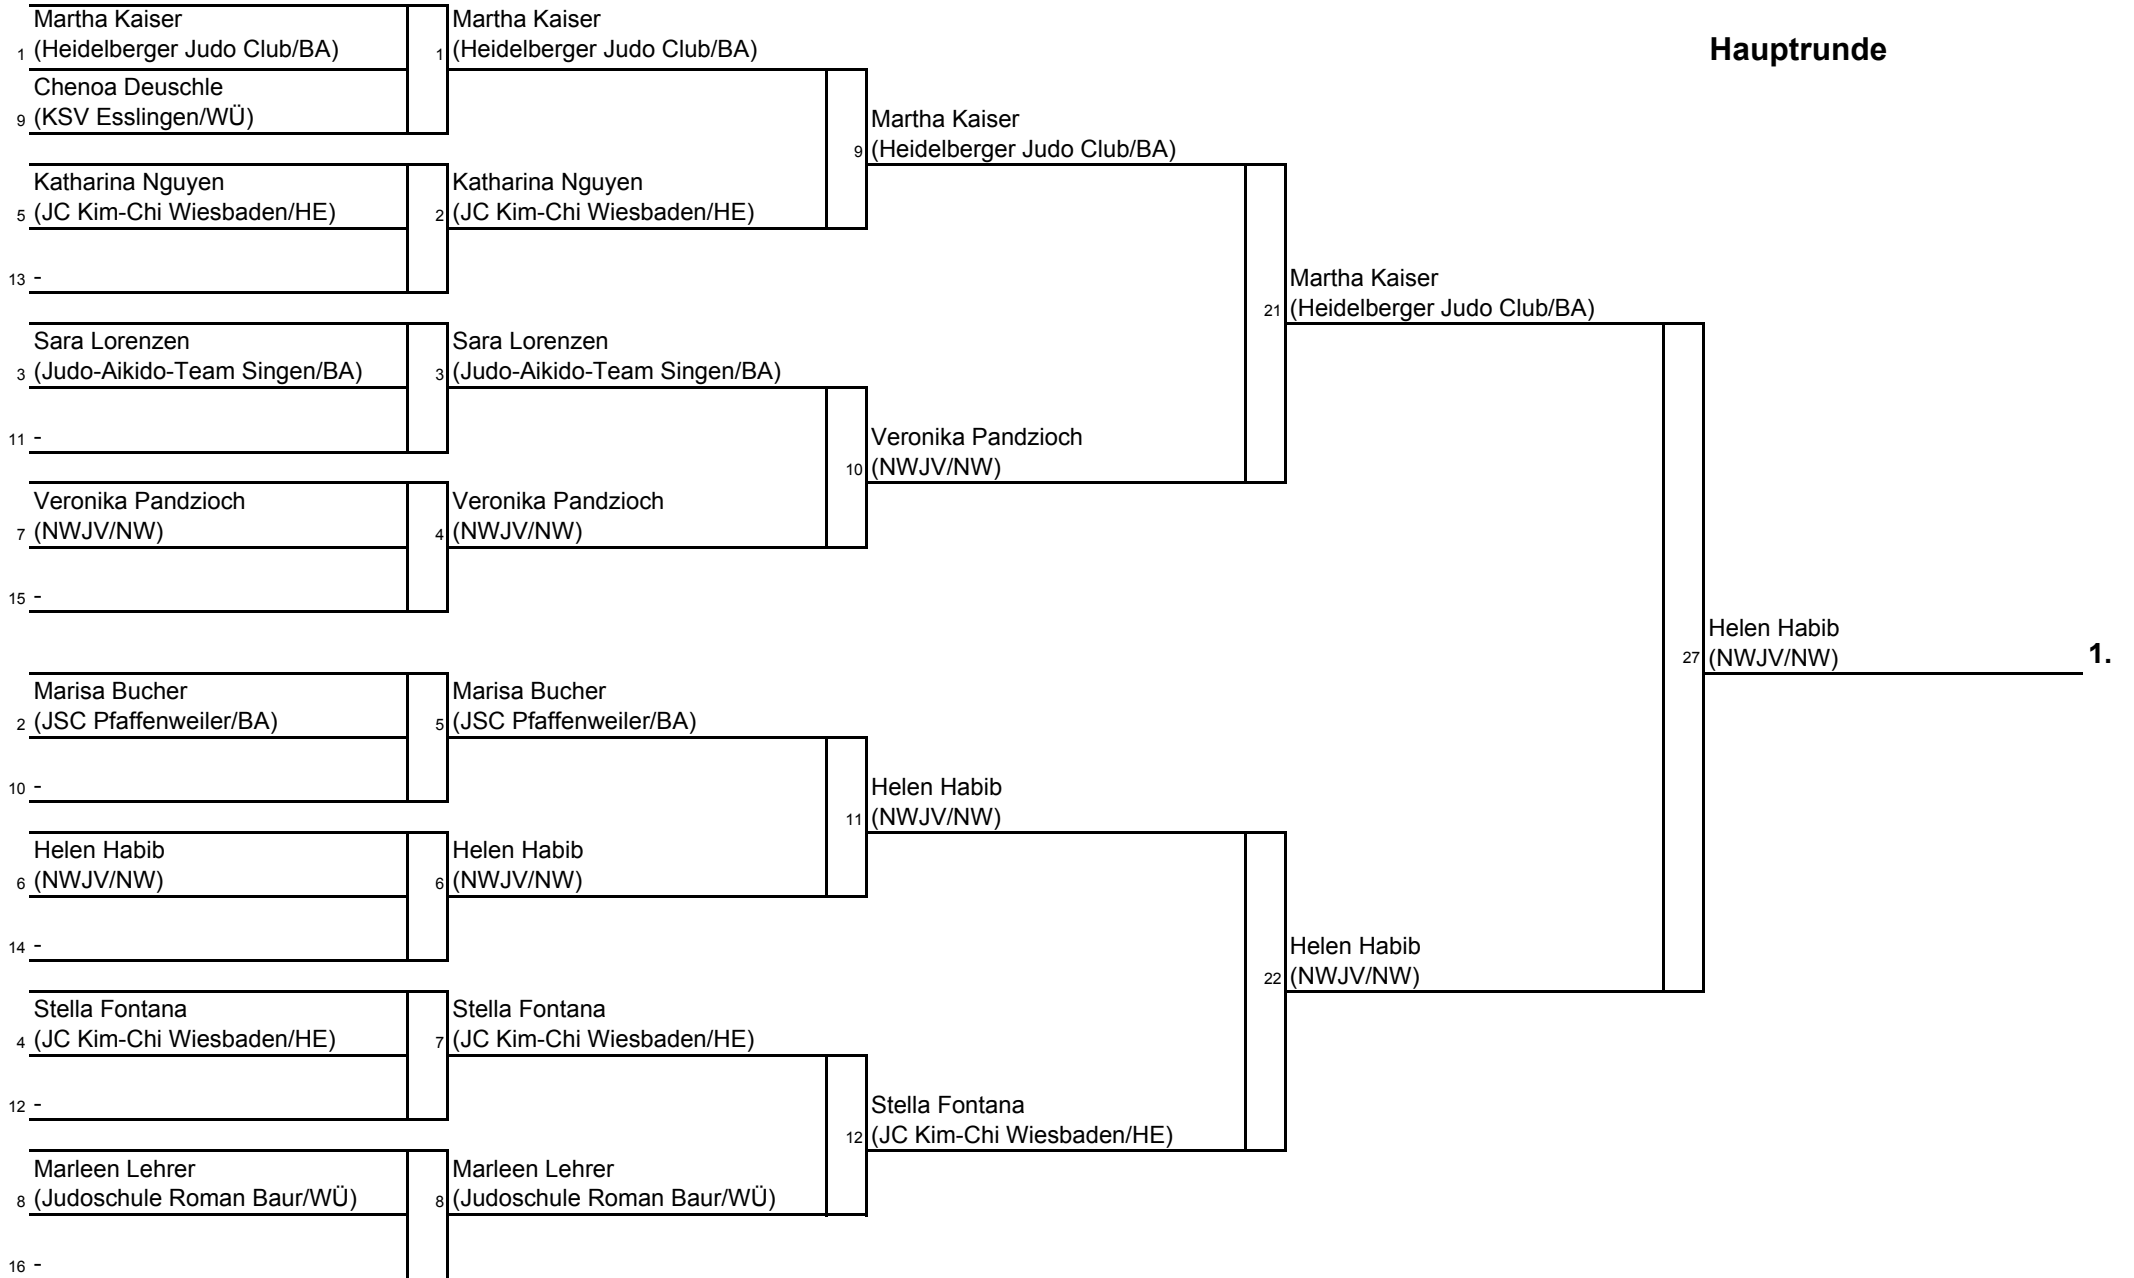 Hauptrunde
Martha Kaiser
1 (Heidelberger Judo Club/BA)
Chenoa Deuschle
9 (KSV Esslingen/WÜ)
Katharina Nguyen
5 (JC Kim-Chi Wiesbaden/HE)
13 -
Sara Lorenzen
3 (Judo-Aikido-Team Singen/BA)
11 -
Veronika Pandzioch
7 (NWJV/NW)
15 -
Marisa Bucher
2 (JSC Pfaffenweiler/BA)
10 -
Helen Habib
6 (NWJV/NW)
14 -
Stella Fontana
4 (JC Kim-Chi Wiesbaden/HE)
12 -
Marleen Lehrer
8 (Judoschule Roman Baur/WÜ)
16 -
Martha Kaiser
1 (Heidelberger Judo Club/BA)
Katharina Nguyen
2 (JC Kim-Chi Wiesbaden/HE)
Sara Lorenzen
3 (Judo-Aikido-Team Singen/BA)
Veronika Pandzioch
4 (NWJV/NW)
Marisa Bucher
5 (JSC Pfaffenweiler/BA)
Helen Habib
6 (NWJV/NW)
Stella Fontana
7 (JC Kim-Chi Wiesbaden/HE)
Marleen Lehrer
8 (Judoschule Roman Baur/WÜ)
Martha Kaiser
9 (Heidelberger Judo Club/BA)
Veronika Pandzioch
10 (NWJV/NW)
Helen Habib
11 (NWJV/NW)
Stella Fontana
12 (JC Kim-Chi Wiesbaden/HE)
Martha Kaiser
21 (Heidelberger Judo Club/BA)
Helen Habib
22 (NWJV/NW)
Helen Habib
27 (NWJV/NW)
1.